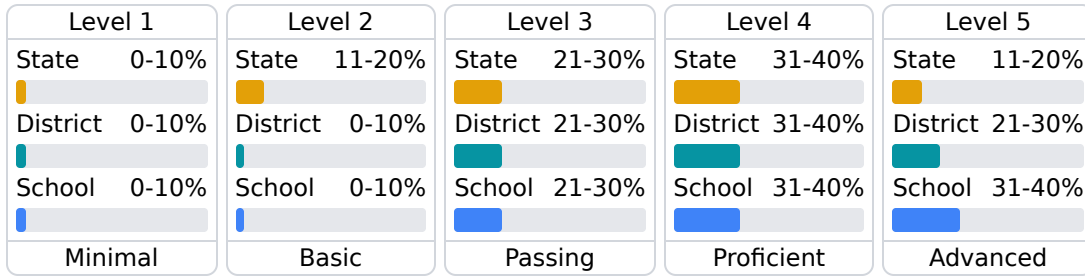 Level 1
State 0-10%
District 0-10%
School 0-10%
Minimal
Level 2
State 11-20%
District 0-10%
School 0-10%
Basic
Level 3
State 21-30%
District 21-30%
School 21-30%
Passing
Level 4
State 31-40%
District 31-40%
School 31-40%
Proficient
Level 5
State 11-20%
District 21-30%
School 31-40%
Advanced